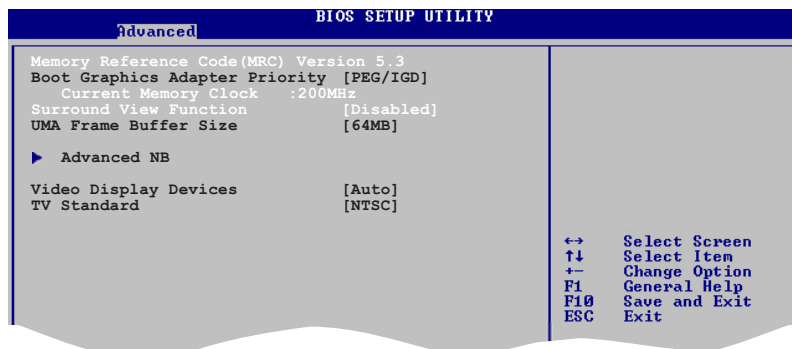 BIOS SETUP UTILITY
Advanced
Memory Reference Code(MRC) Version 5.3
Boot Graphics Adapter Priority [PEG/IGD]
Current Memory Clock :200MHz
Surround View Function [Disabled]
UMA Frame Buffer Size [64MB]
Advanced NB
Video Display Devices [Auto]
TV Standard [NTSC]
←→ Select Screen
↑↓ Select Item
+- Change Option
F1 General Help
F10 Save and Exit
ESC Exit